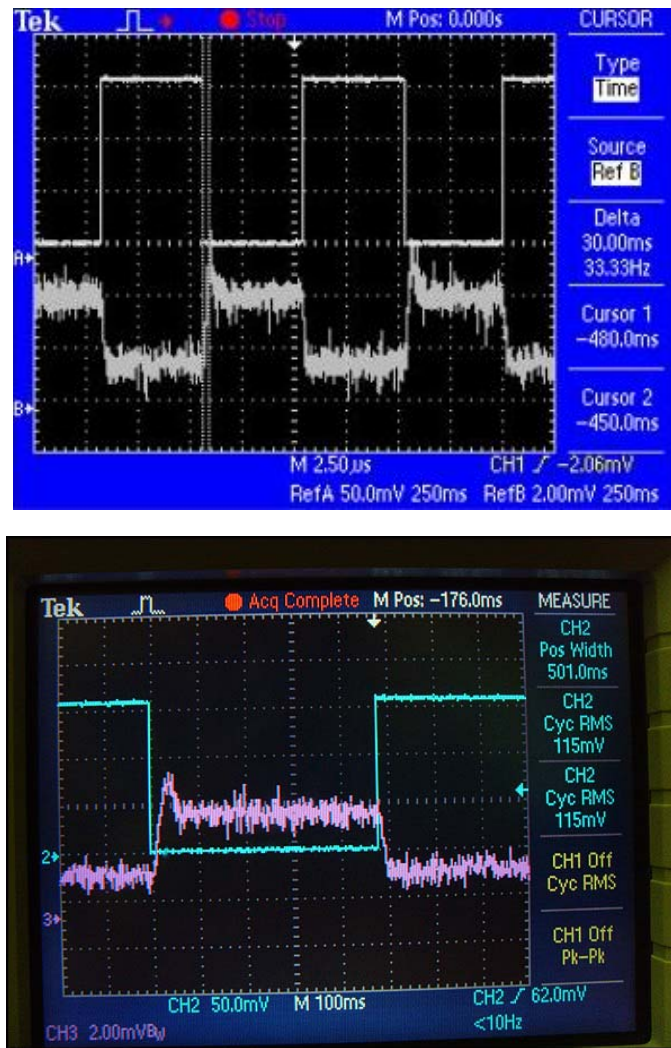 Tek Stop M Pos: 0.000s CURSOR
Type
Time
Source
Ref B
Delta
30.00ms
33.33Hz
Cursor 1
-480.0ms
Cursor 2
-450.0ms
A
B
M 2.50µs CH1 -2.06mV
RefA 50.0mV 250ms RefB 2.00mV 250ms
Tek Acq Complete M Pos: -176.0ms MEASURE
CH2
Pos Width
501.0ms
CH2
Cyc RMS
115mV
CH2
Cyc RMS
115mV
2
CH1 Off
Cyc RMS
3
CH1 Off
Pk-Pk
CH2 50.0mV M 100ms CH2 62.0mV
CH3 2.00mVBW <10Hz